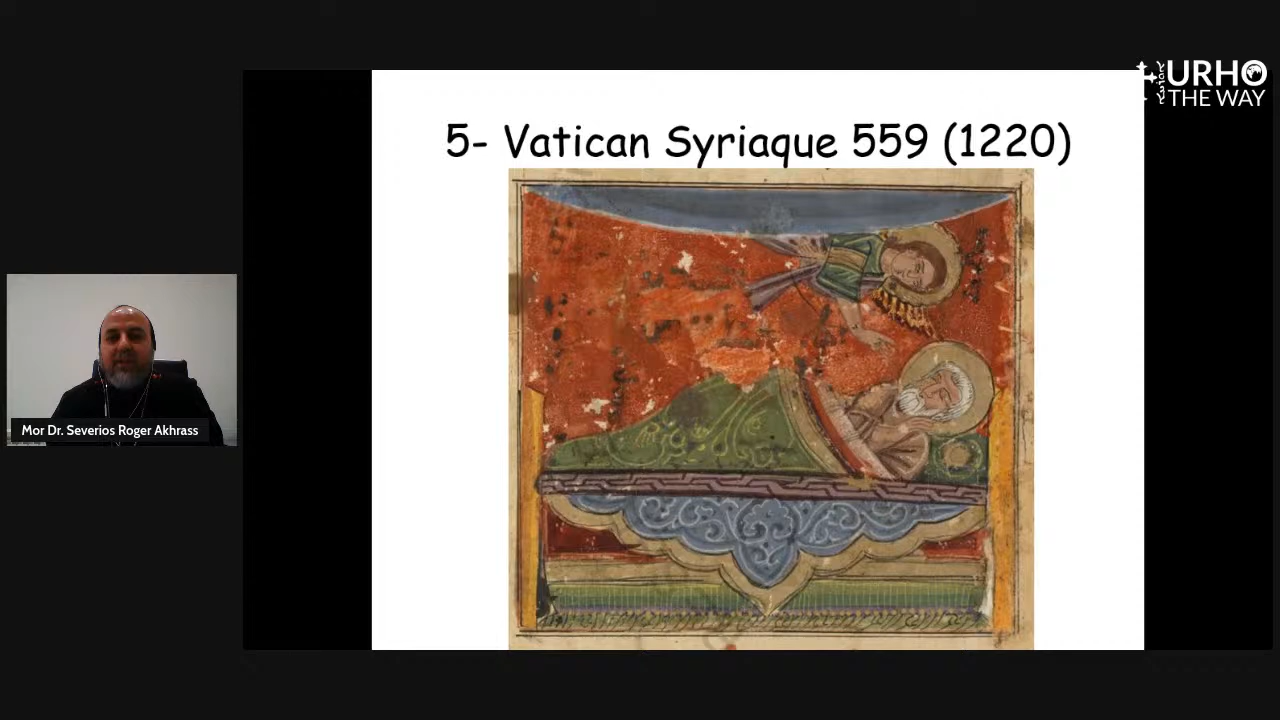 5- Vatican Syriaque 559 (1220)
URHO
THE WAY
Mor Dr. Severios Roger Akhrass